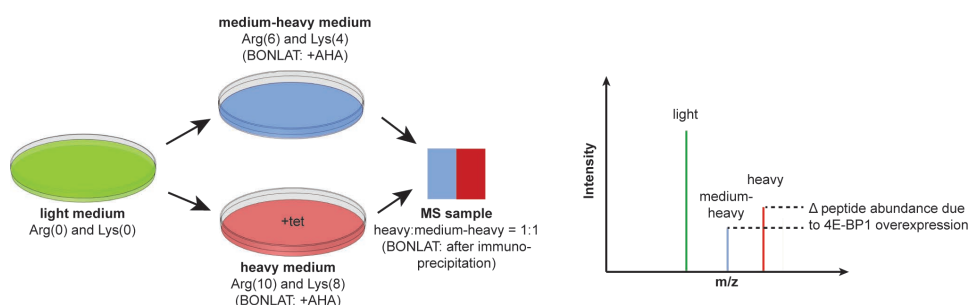 medium-heavy medium
Arg(6) and Lys(4)
(BONLAT: +AHA)
light medium
Arg(0) and Lys(0)
+tet
heavy medium
Arg(10) and Lys(8)
(BONLAT: +AHA)
MS sample
heavy:medium-heavy = 1:1
(BONLAT: after immuno-
precipitation)
Intensity
light
medium-
heavy
heavy
Δ peptide abundance due
to 4E-BP1 overexpression
m/z